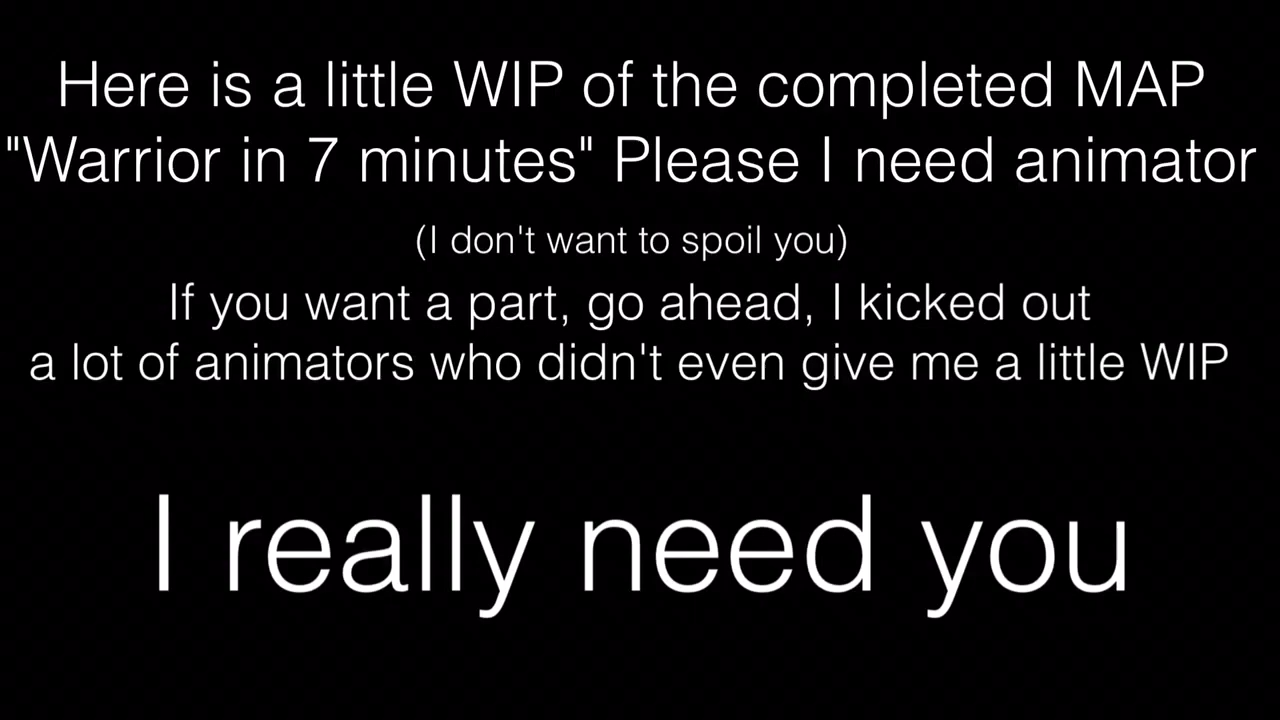 Here is a little WIP of the completed MAP
"Warrior in 7 minutes" Please I need animator
(I don't want to spoil you)
If you want a part, go ahead, I kicked out
a lot of animators who didn't even give me a little WIP
I really need you